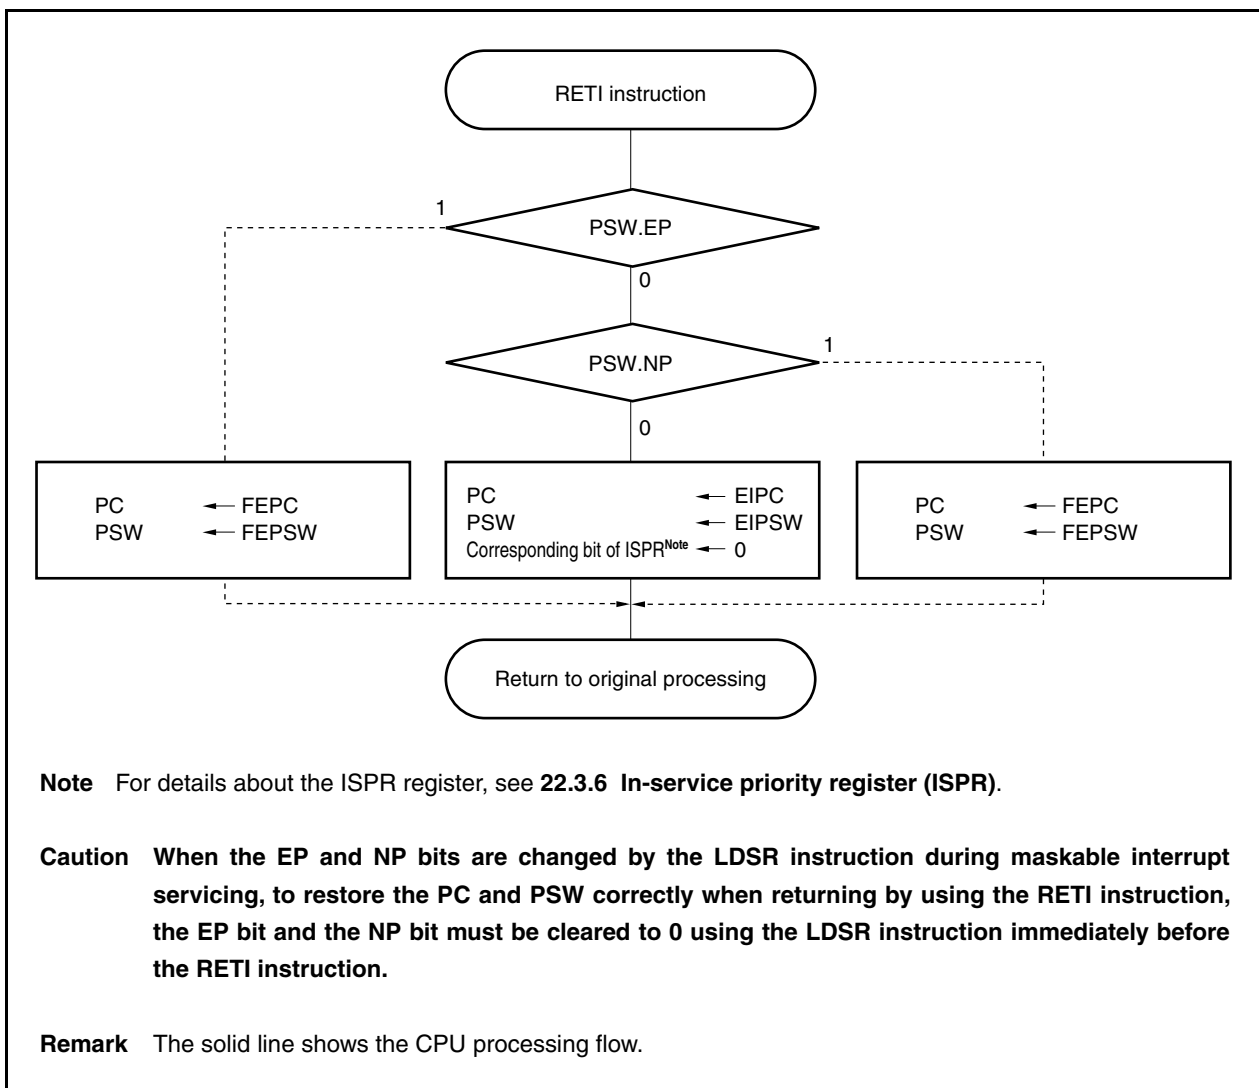 RETI instruction
1
PSW.EP
0
PSW.NP
1
0
PC ← FEPC
PSW ← FEPSW
PC ← EIPC
PSW ← EIPSW
Corresponding bit of ISPRNote ← 0
PC ← FEPC
PSW ← FEPSW
Return to original processing
Note For details about the ISPR register, see 22.3.6 In-service priority register (ISPR).
Caution When the EP and NP bits are changed by the LDSR instruction during maskable interrupt
servicing, to restore the PC and PSW correctly when returning by using the RETI instruction,
the EP bit and the NP bit must be cleared to 0 using the LDSR instruction immediately before
the RETI instruction.
Remark The solid line shows the CPU processing flow.